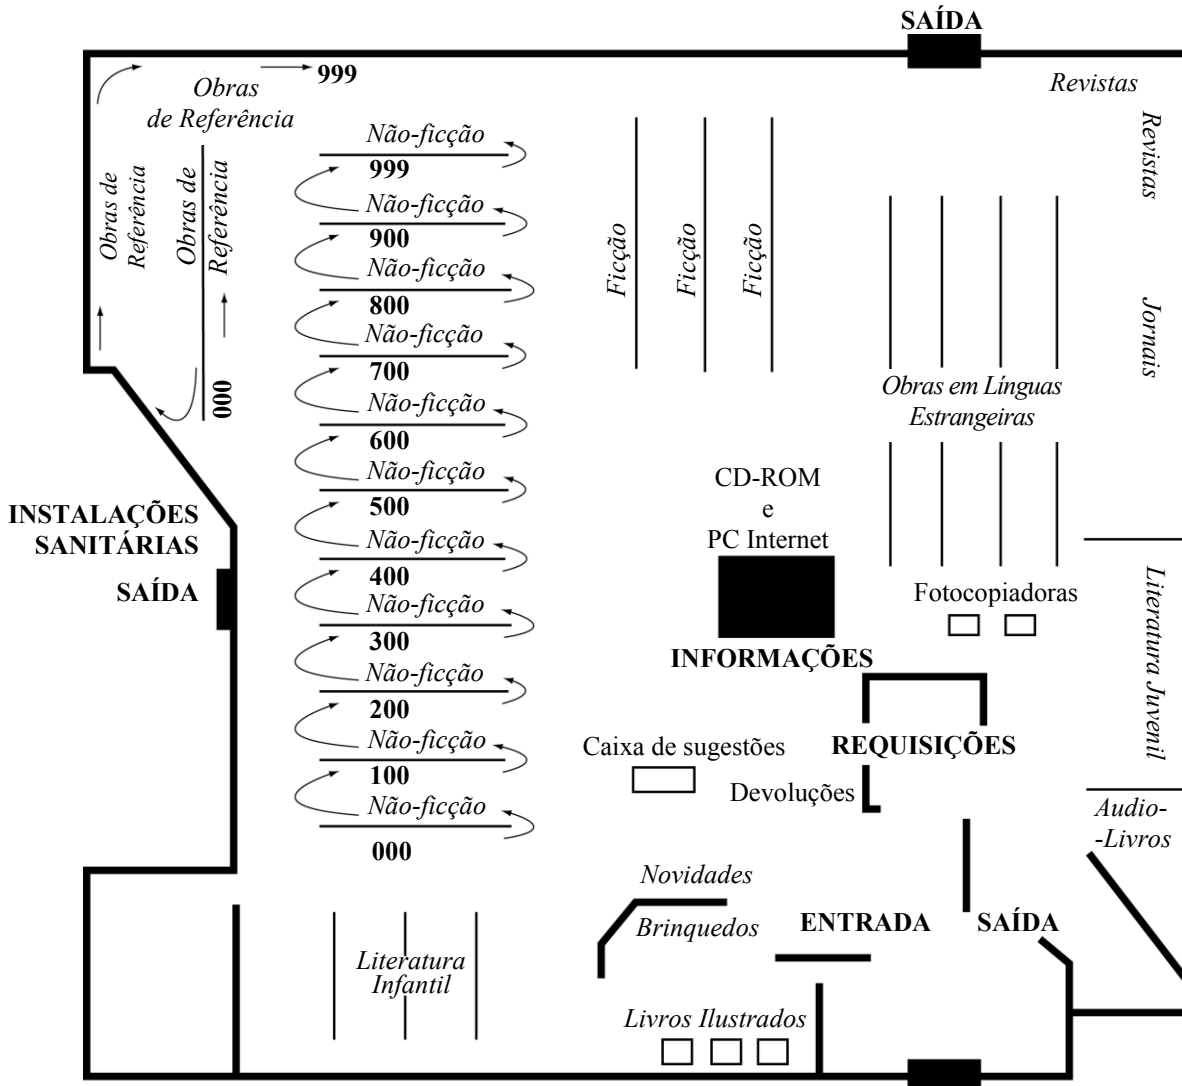 SAÍDA
Revistas
Revistas
Jornais
Obras
de Referência
999
Obras de
Referência
Obras de
Referência
000
Não-ficção
999
Não-ficção
900
Não-ficção
800
Não-ficção
700
Não-ficção
600
Não-ficção
500
Não-ficção
400
Não-ficção
300
Não-ficção
200
Não-ficção
100
Não-ficção
000
Ficção
Ficção
Ficção
Obras em Línguas
Estrangeiras
INSTALAÇÕES
SANITÁRIAS
SAÍDA
CD-ROM
e
PC Internet
INFORMAÇÕES
Fotocopiadoras
Literatura Juvenil
REQUISIÇÕES
Caixa de sugestões
Devoluções
Audio-
-Livros
Novidades
Brinquedos
ENTRADA
SAÍDA
Literatura
Infantil
Livros Ilustrados